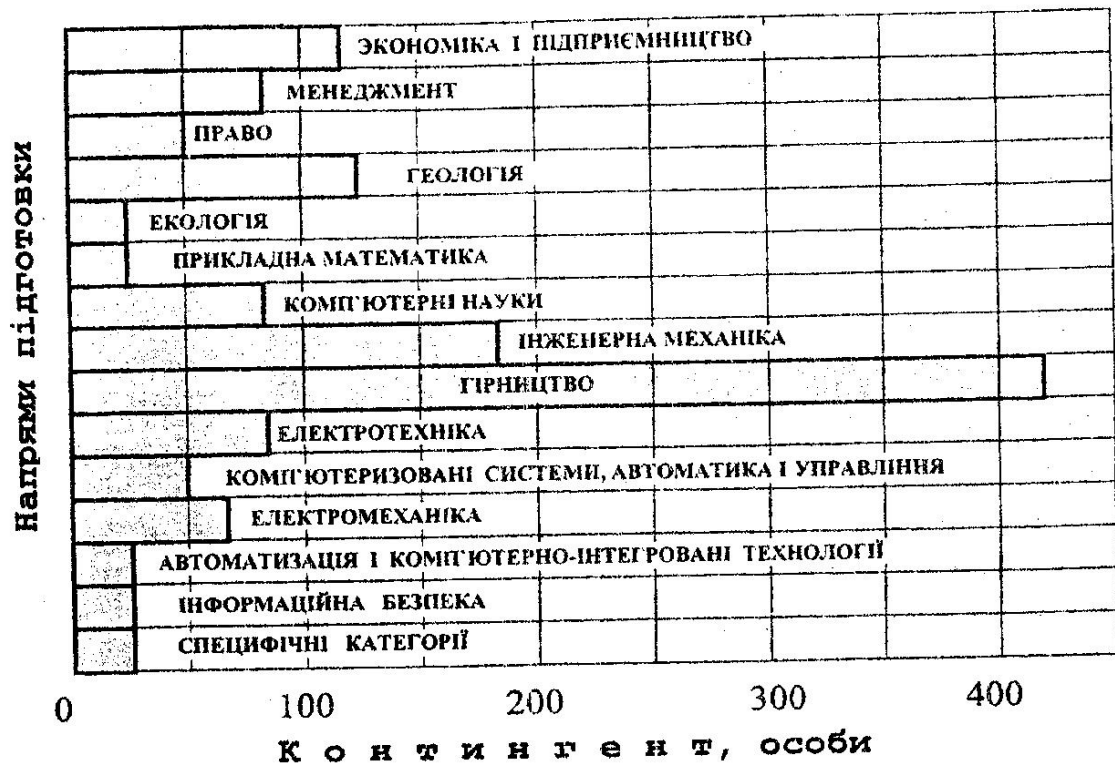 ЭКОНОМІКА І ПІДПРИЄМНИЦТВО
МЕНЕДЖМЕНТ
ПРАВО
ГЕОЛОГІЯ
ЕКОЛОГІЯ
ПРИКЛАДНА МАТЕМАТИКА
КОМП'ЮТЕРНІ НАУКИ
ІНЖЕНЕРНА МЕХАНІКА
ГІРНИЦТВО
ЕЛЕКТРОТЕХНІКА
КОМП'ЮТЕРИЗОВАНІ СИСТЕМИ, АВТОМАТИКА І УПРАВЛІННЯ
ЕЛЕКТРОМЕХАНІКА
АВТОМАТИЗАЦІЯ І КОМП'ЮТЕРНО-ІНТЕГРОВАНІ ТЕХНОЛОГІЇ
ІНФОРМАЦІЙНА БЕЗПЕКА
СПЕЦИФІЧНІ КАТЕГОРІЇ
Напрями підготовки
0 100 200 300 400
Контингент, особи